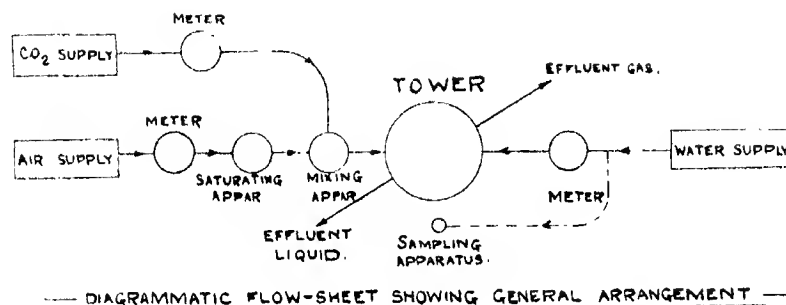 METER
CO2 SUPPLY
TOWER
EFFLUENT GAS.
METER
AIR SUPPLY
SATURATING
APPAR
MIXING
APPAR
WATER SUPPLY
METER
EFFLUENT
LIQUID.
SAMPLING
APPARATUS.
— DIAGRAMMATIC FLOW-SHEET SHOWING GENERAL ARRANGEMENT —